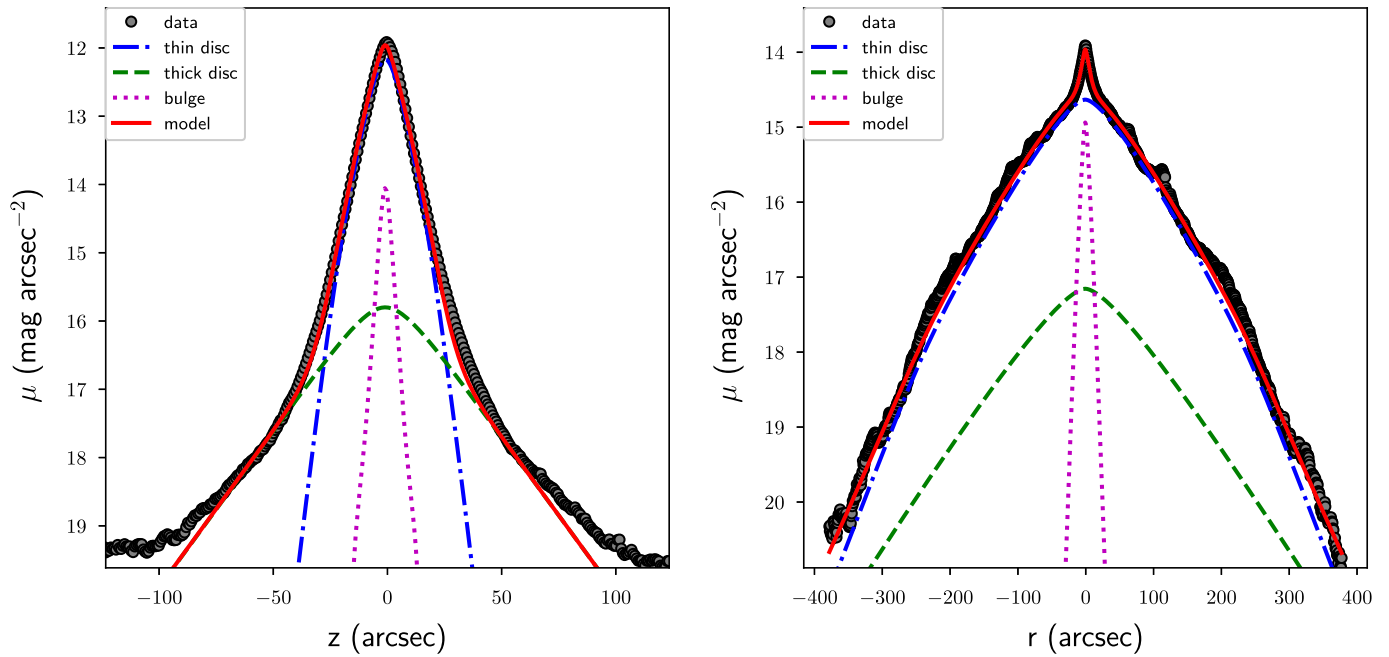 data
thin disc
thick disc
bulge
model
12
13
14
15
16
17
18
19
−100
−50
0
50
100
z (arcsec)
μ (mag arcsec⁻²)
data
thin disc
thick disc
bulge
model
14
15
16
17
18
19
20
−400
−300
−200
−100
0
100
200
300
400
r (arcsec)
μ (mag arcsec⁻²)